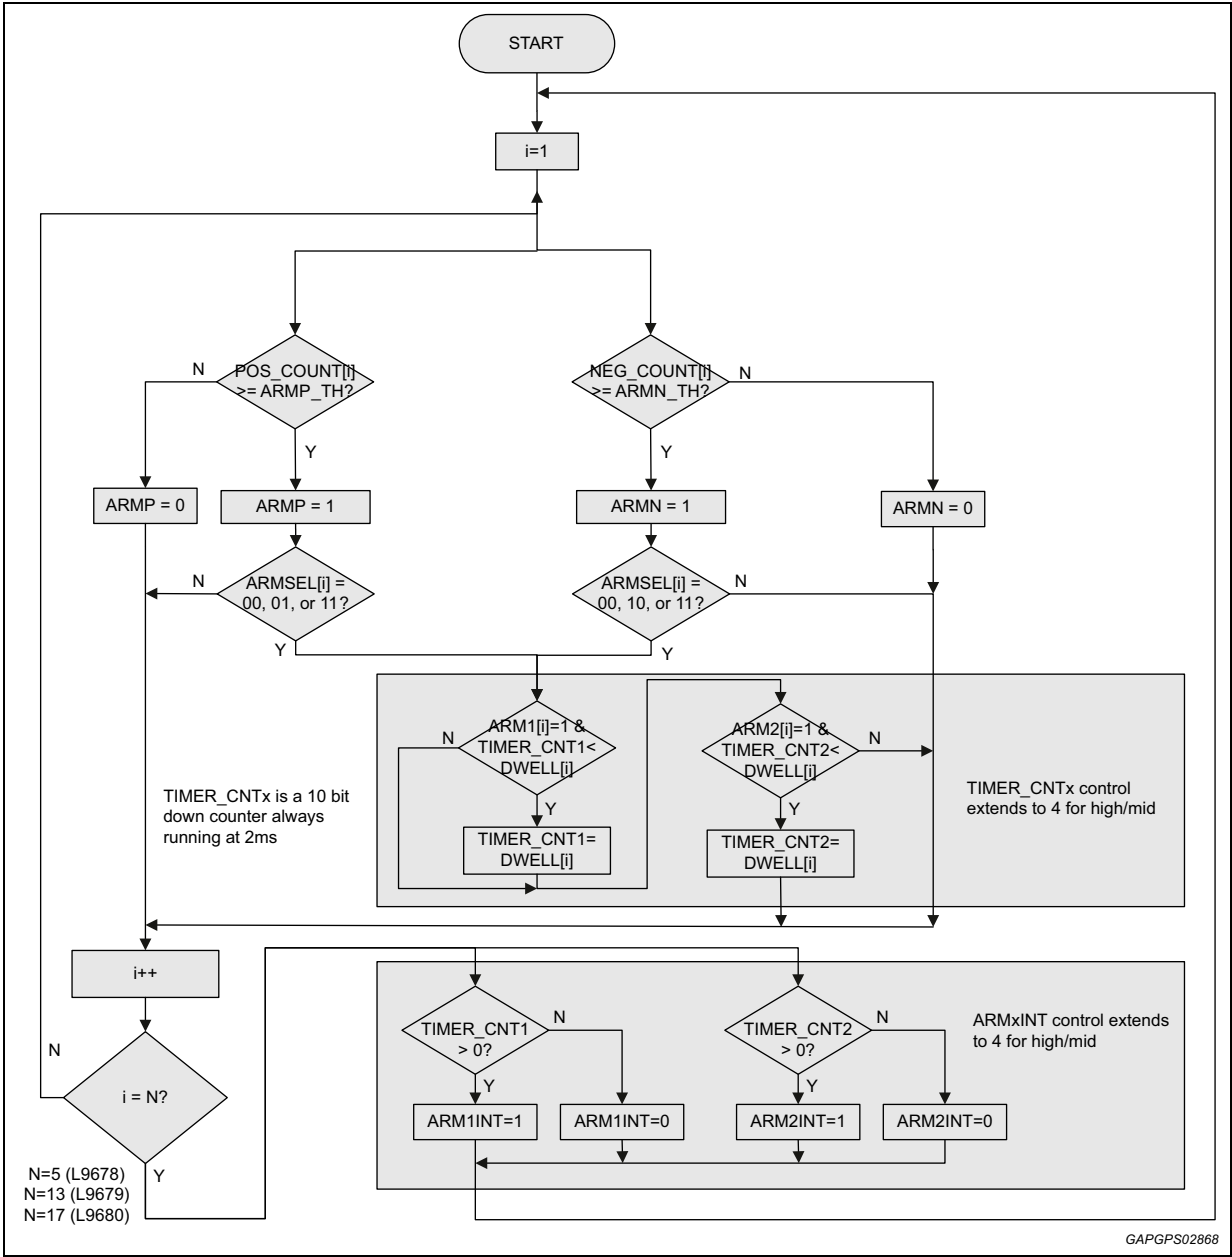 START
i=1
N
POS_COUNT[i]
>= ARMP_TH?
NEG_COUNT[i]
>= ARMN_TH?
N
Y
Y
ARMP = 0
ARMP = 1
ARMN = 1
ARMN = 0
N
ARMSEL[i] =
00, 01, or 11?
ARMSEL[i] =
00, 10, or 11?
N
Y
Y
N
ARM1[i]=1 &
TIMER_CNT1<
DWELL[i]
ARM2[i]=1 &
TIMER_CNT2<
DWELL[i]
N
TIMER_CNTx is a 10 bit
down counter always
running at 2ms
TIMER_CNTx control
extends to 4 for high/mid
Y
Y
TIMER_CNT1=
DWELL[i]
TIMER_CNT2=
DWELL[i]
i++
TIMER_CNT1
> 0?
N
TIMER_CNT2
> 0?
N
ARMxINT control extends
to 4 for high/mid
N
Y
Y
i = N?
ARM1INT=1
ARM1INT=0
ARM2INT=1
ARM2INT=0
Y
N=5 (L9678)
N=13 (L9679)
N=17 (L9680)
GAPGPS02868